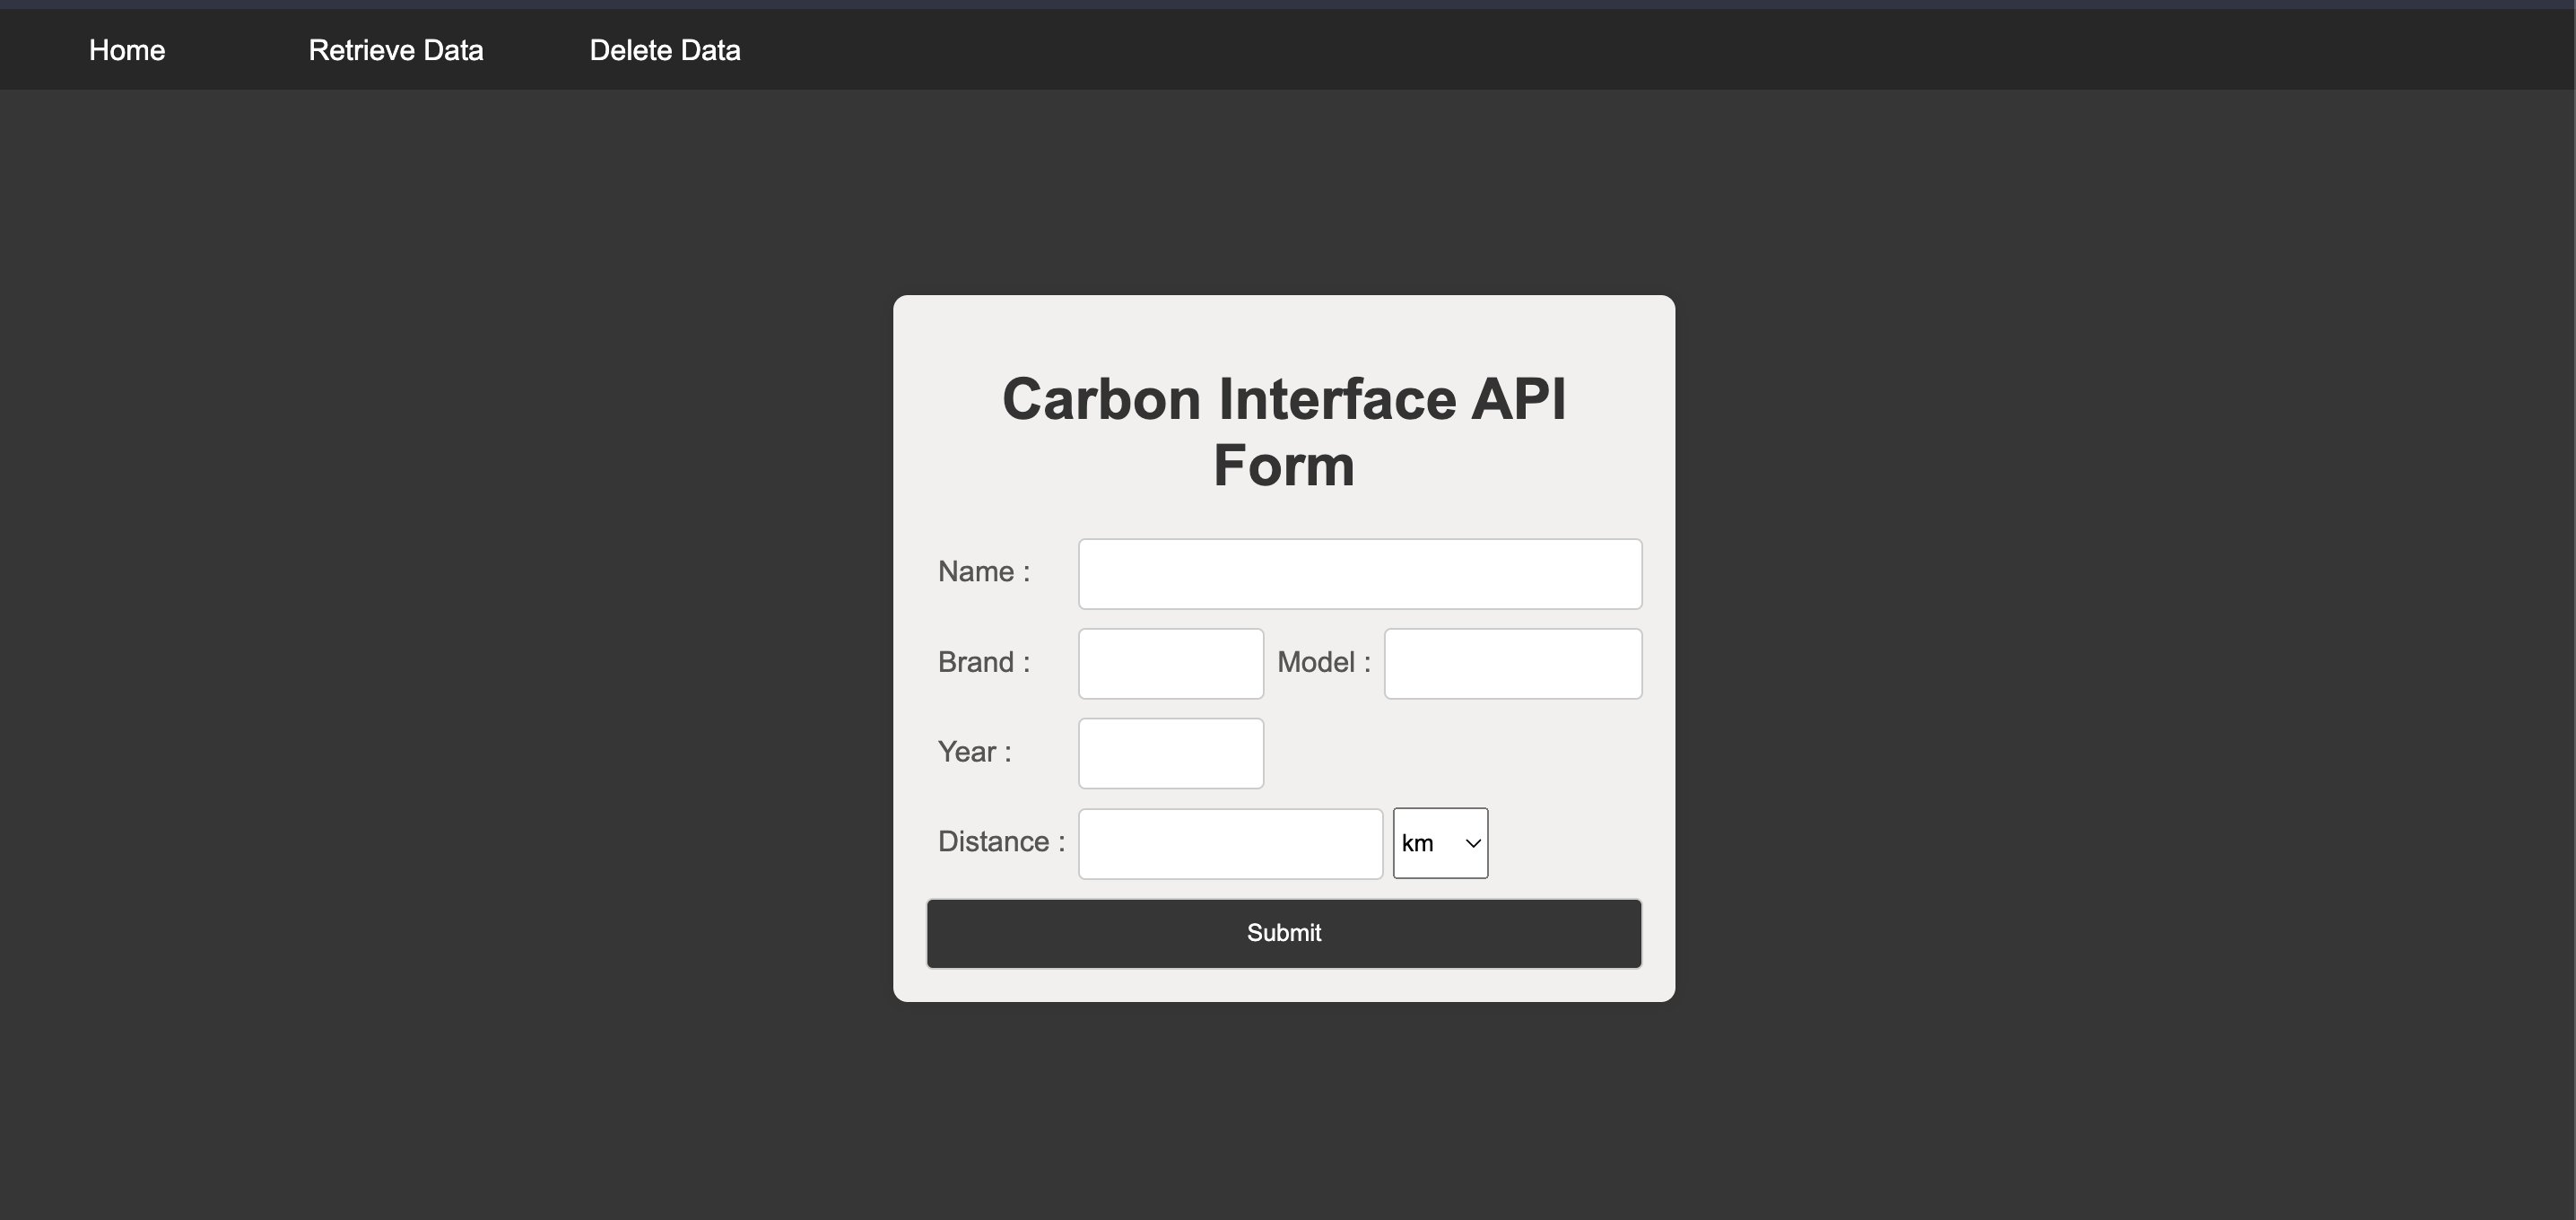 Home Retrieve Data Delete Data
Carbon Interface API
Form
Name :
Brand : Model :
Year :
Distance : km
Submit